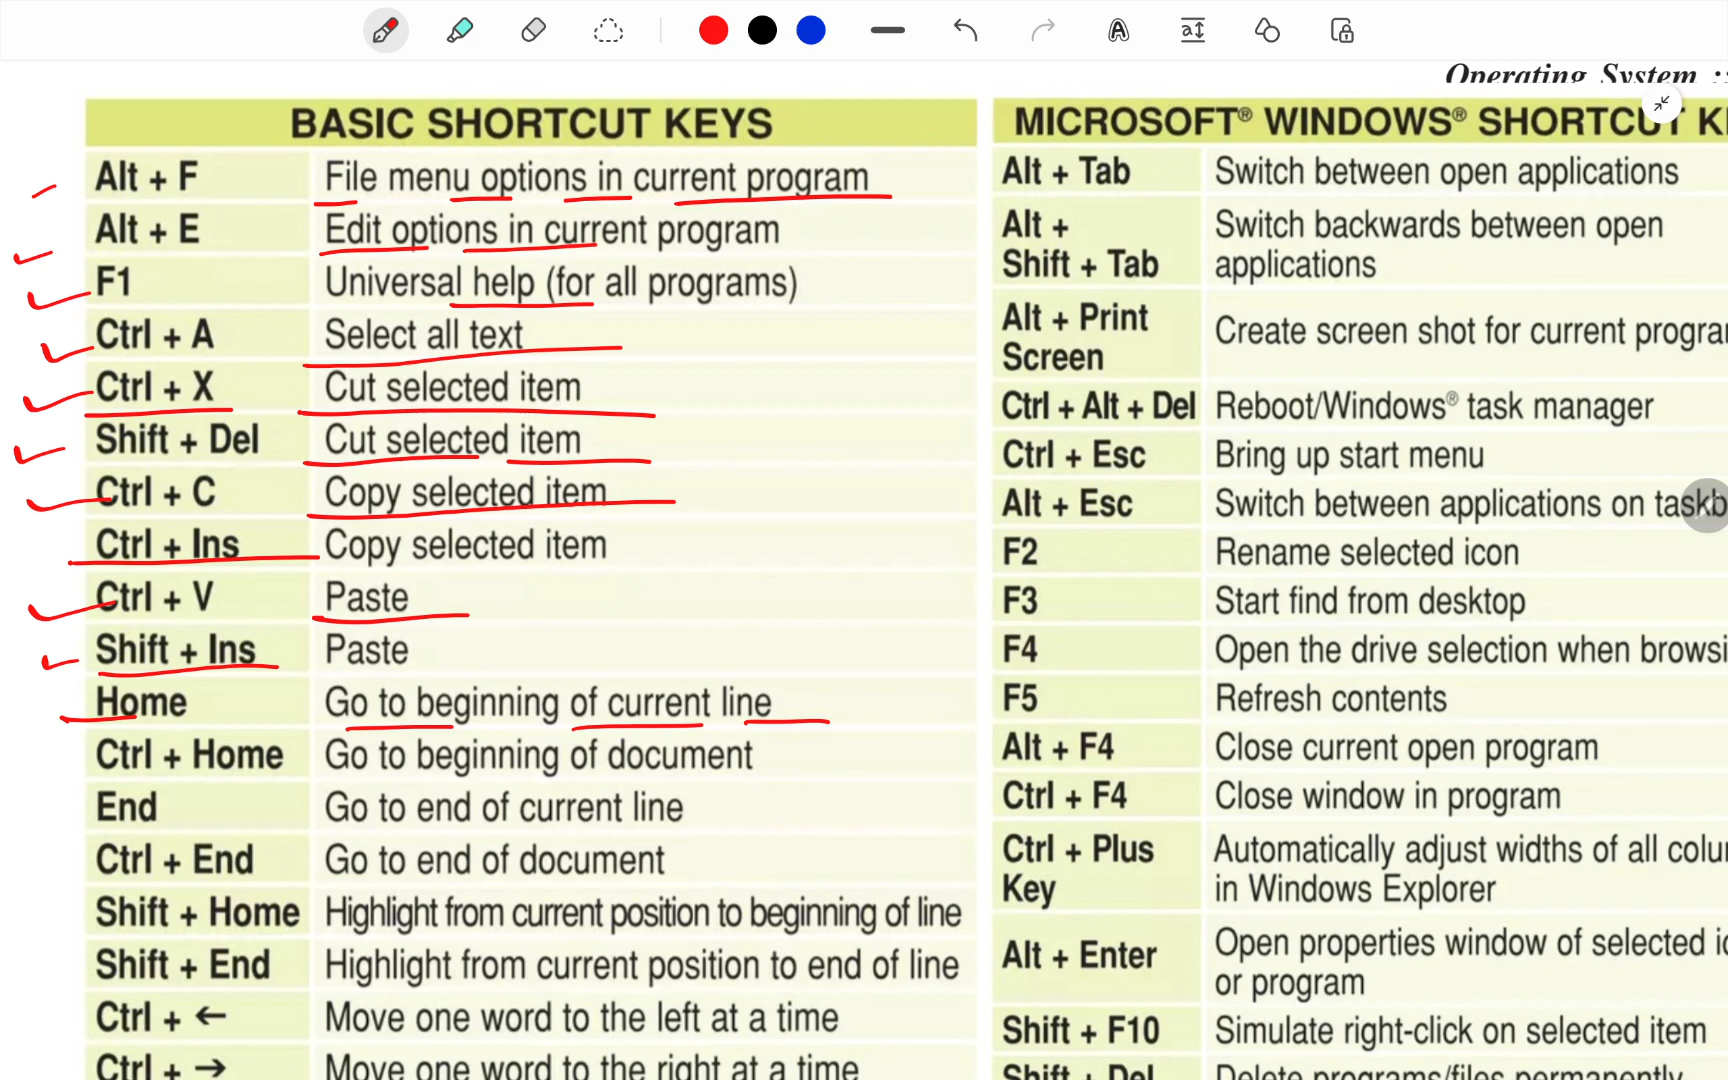 Operating System ::
BASIC SHORTCUT KEYS
Alt + F File menu options in current program
Alt + E Edit options in current program
F1 Universal help (for all programs)
Ctrl + A Select all text
Ctrl + X Cut selected item
Shift + Del Cut selected item
Ctrl + C Copy selected item
Ctrl + Ins Copy selected item
Ctrl + V Paste
Shift + Ins Paste
Home Go to beginning of current line
Ctrl + Home Go to beginning of document
End Go to end of current line
Ctrl + End Go to end of document
Shift + Home Highlight from current position to beginning of line
Shift + End Highlight from current position to end of line
Ctrl + ← Move one word to the left at a time
Ctrl + → Move one word to the right at a time
MICROSOFT® WINDOWS® SHORTCUT
Alt + Tab Switch between open applications
Alt + Switch backwards between open
Shift + Tab applications
Alt + Print
Screen
Create screen shot for current
Ctrl + Alt + Del Reboot/Windows® task manager
Ctrl + Esc Bring up start menu
Alt + Esc Switch between applications on
F2 Rename selected icon
F3 Start find from desktop
F4 Open the drive selection when
F5 Refresh contents
Alt + F4 Close current open program
Ctrl + F4 Close window in program
Ctrl + Plus Automatically adjust widths of all
Key in Windows Explorer
Alt + Enter
Open properties window of selected
or program
Shift + F10 Simulate right-click on selected item
Shift + Del Delete programs/files permanently